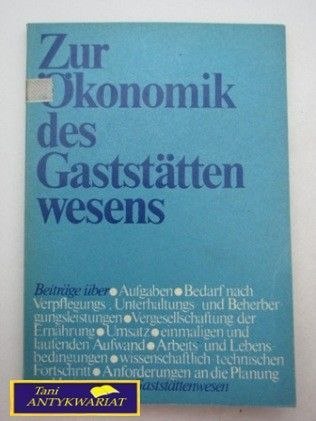 Zur
Ökonomik
des
Gaststätten
wesens
Beiträge über • Aufgaben • Bedarf nach
Verpflegungs-, Unterhaltungs- und Beherber
gungsleistungen • Vergesellschaftung der
Ernährung • Umsatz • einmaligen und
laufenden Aufwand • Arbeits- und Lebens-
bedingungen • wissenschaftlich-technischen
Fortschritt • Anforderungen an die Planung
Gaststättenwesen
Tani
ANTYKWARIAT